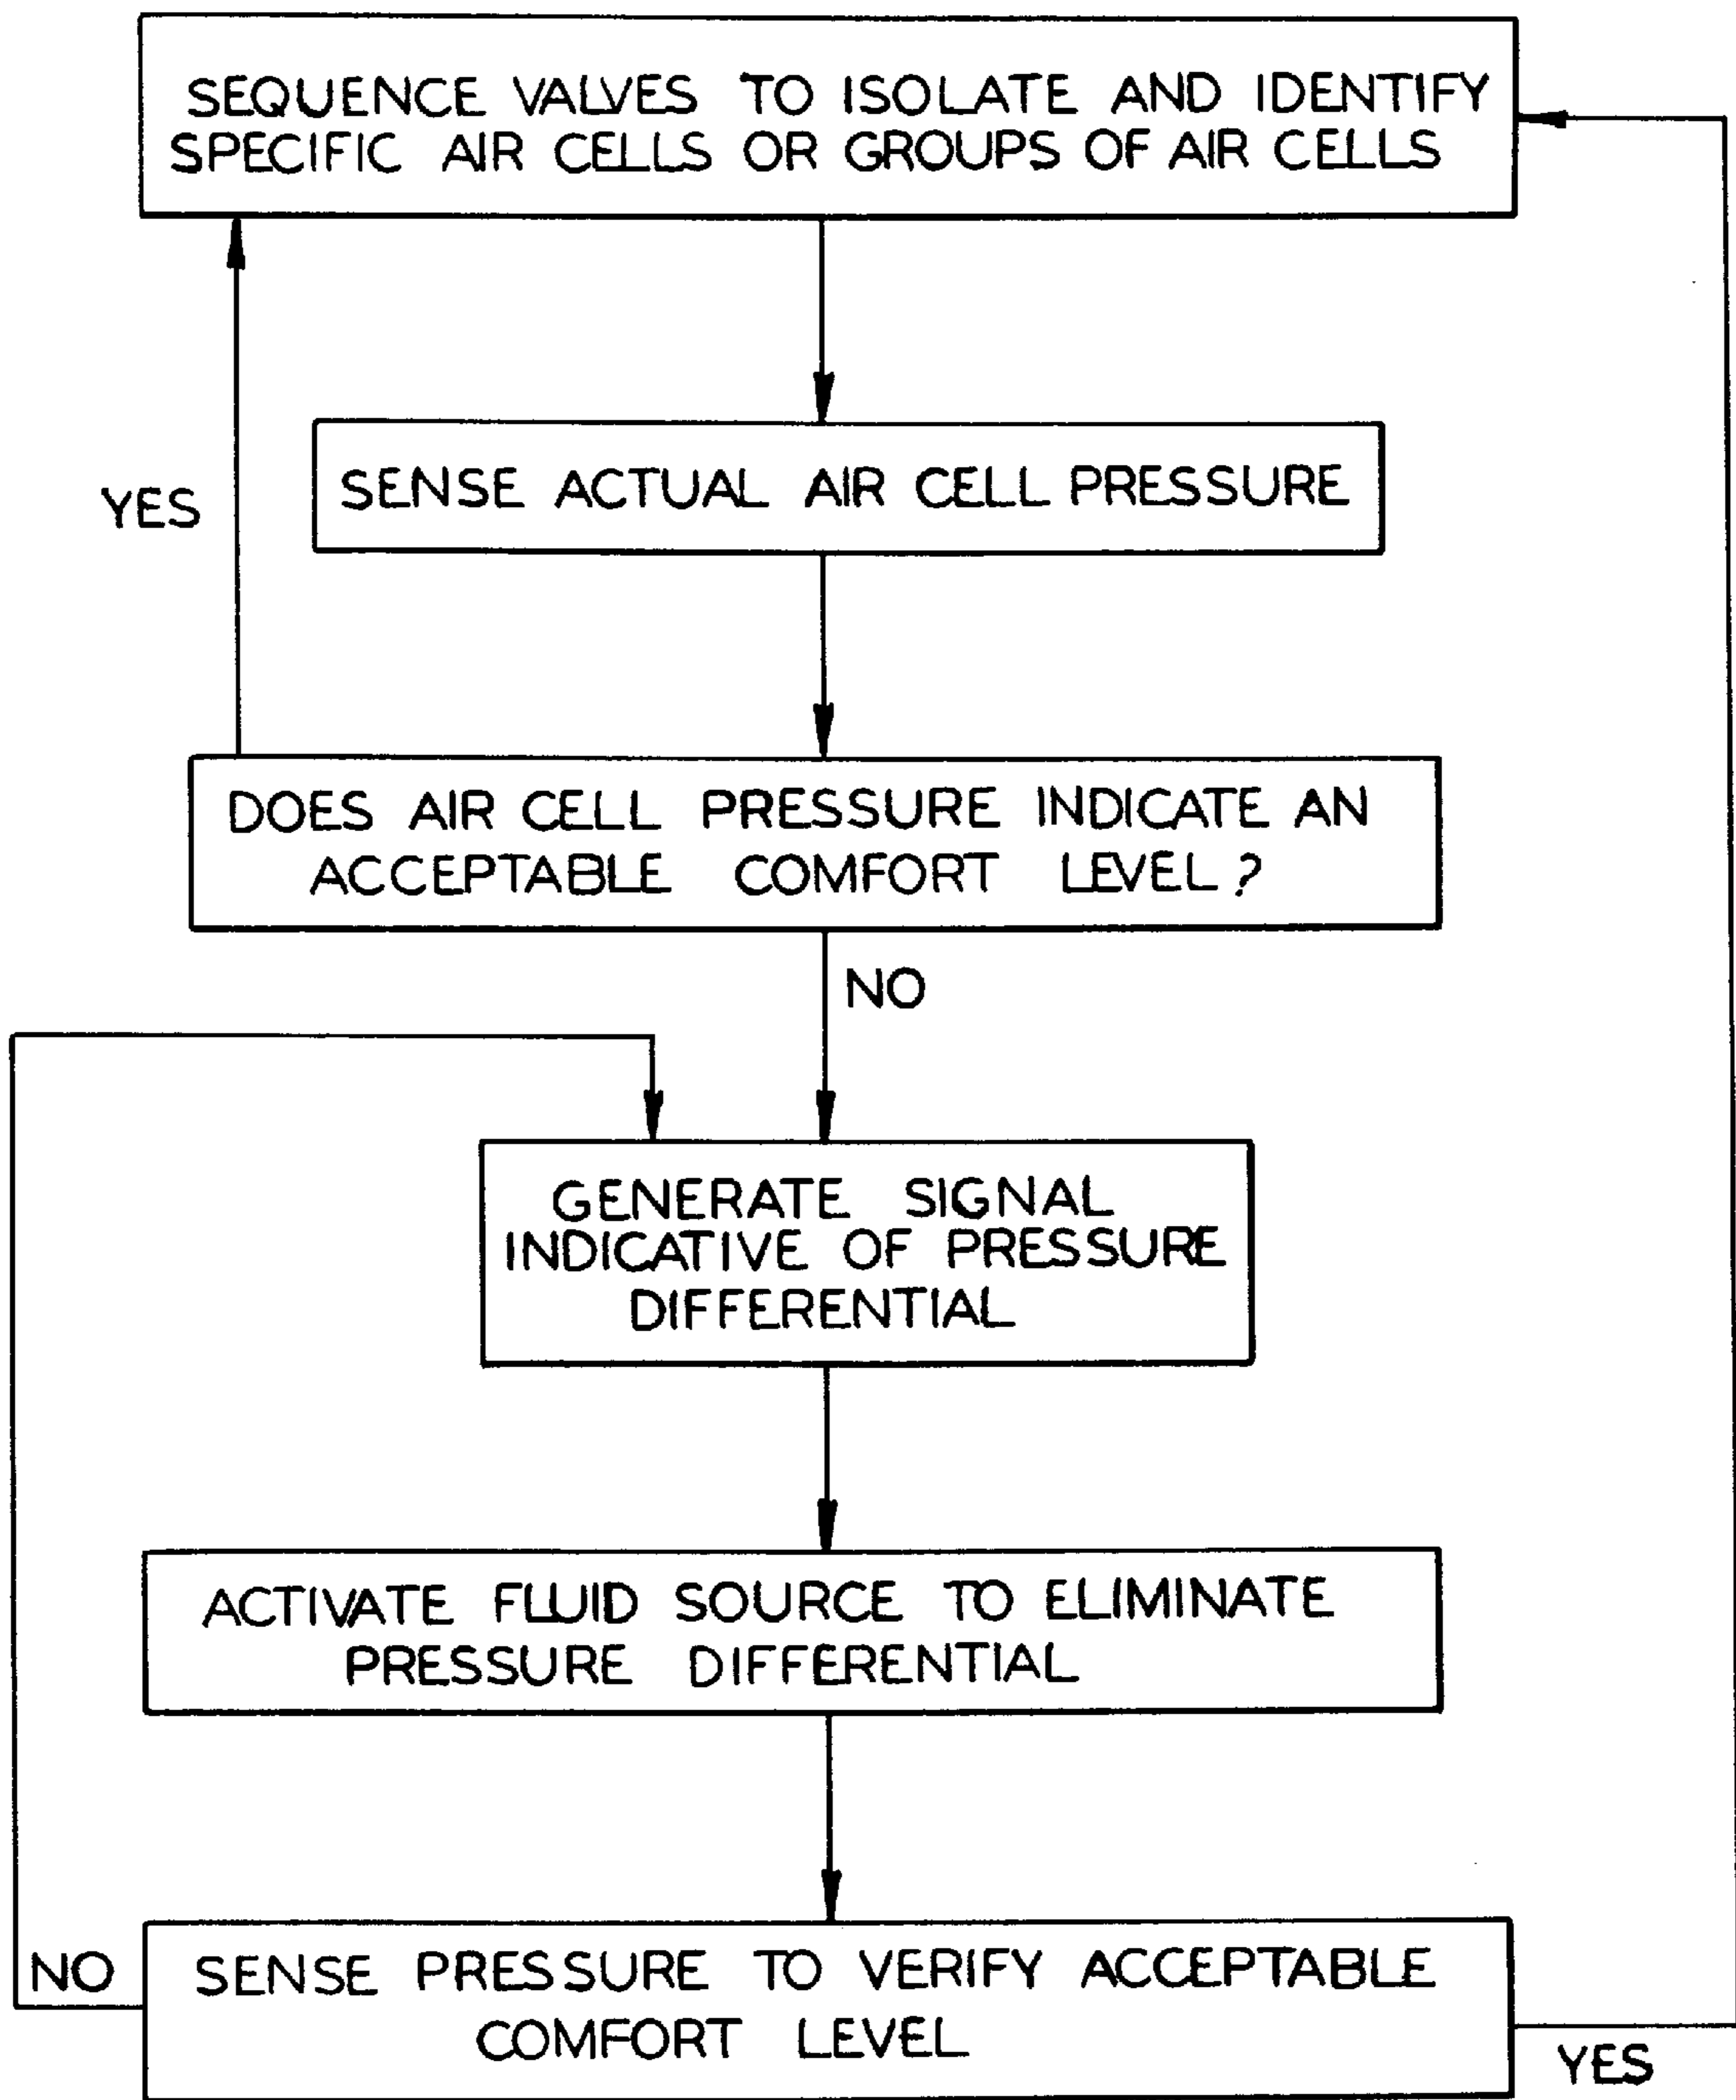 SEQUENCE VALVES TO ISOLATE AND IDENTIFY
SPECIFIC AIR CELLS OR GROUPS OF AIR CELLS
SENSE ACTUAL AIR CELL PRESSURE
YES
DOES AIR CELL PRESSURE INDICATE AN
ACCEPTABLE COMFORT LEVEL?
NO
GENERATE SIGNAL
INDICATIVE OF PRESSURE
DIFFERENTIAL
ACTIVATE FLUID SOURCE TO ELIMINATE
PRESSURE DIFFERENTIAL
NO
SENSE PRESSURE TO VERIFY ACCEPTABLE
COMFORT LEVEL
YES